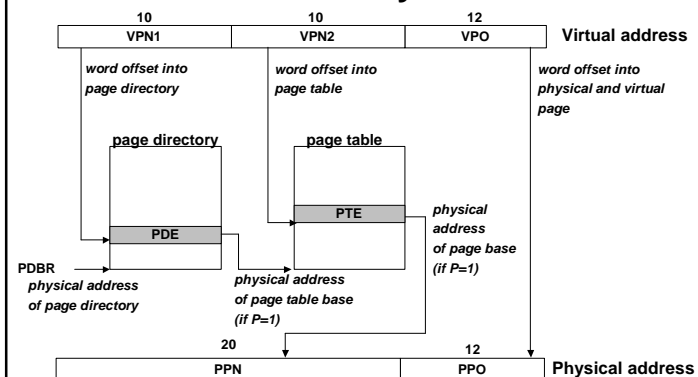 10 10 12
VPN1 VPN2 VPO Virtual address
word offset into
page directory
word offset into
page table
word offset into
physical and virtual
page
page directory
page table
PDE
PTE
physical
address
of page base
(if P=1)
PDBR
physical address
of page directory
physical address
of page table base
(if P=1)
20 12
PPN PPO Physical address